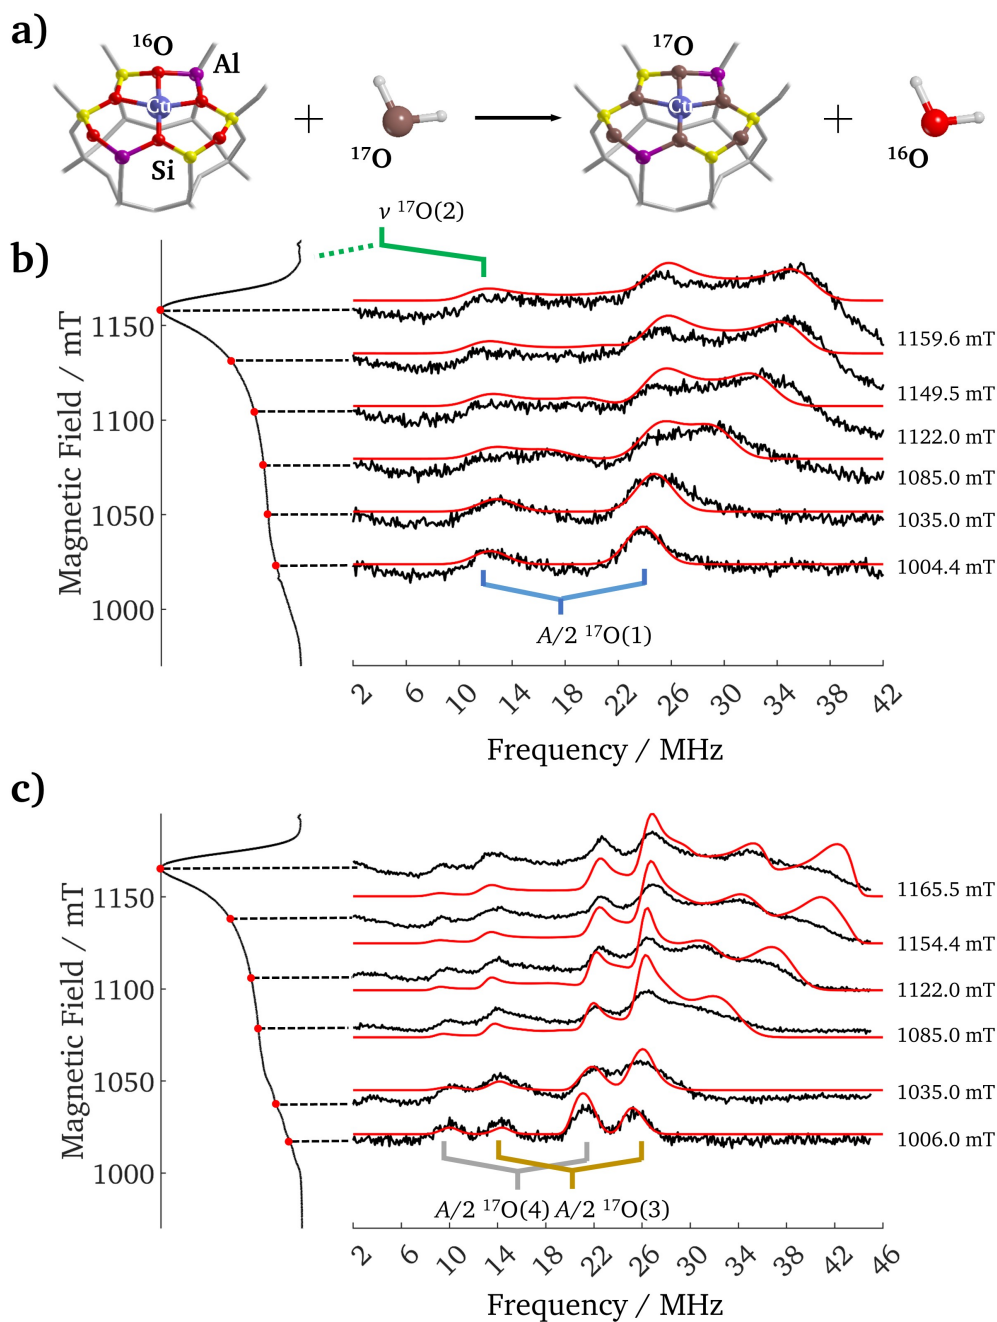 a)
¹⁶O
Al
Cu
Si
+
¹⁷O
¹⁷O
Cu
+
¹⁶O
ν ¹⁷O(2)
b)
Magnetic Field / mT
1150
1100
1050
1000
1159.6 mT
1149.5 mT
1122.0 mT
1085.0 mT
1035.0 mT
1004.4 mT
A/2 ¹⁷O(1)
2 6 10 14 18 22 26 30 34 38 42
Frequency / MHz
c)
Magnetic Field / mT
1150
1100
1050
1000
1165.5 mT
1154.4 mT
1122.0 mT
1085.0 mT
1035.0 mT
1006.0 mT
A/2 ¹⁷O(4) A/2 ¹⁷O(3)
2 6 10 14 18 22 26 30 34 38 42 46
Frequency / MHz